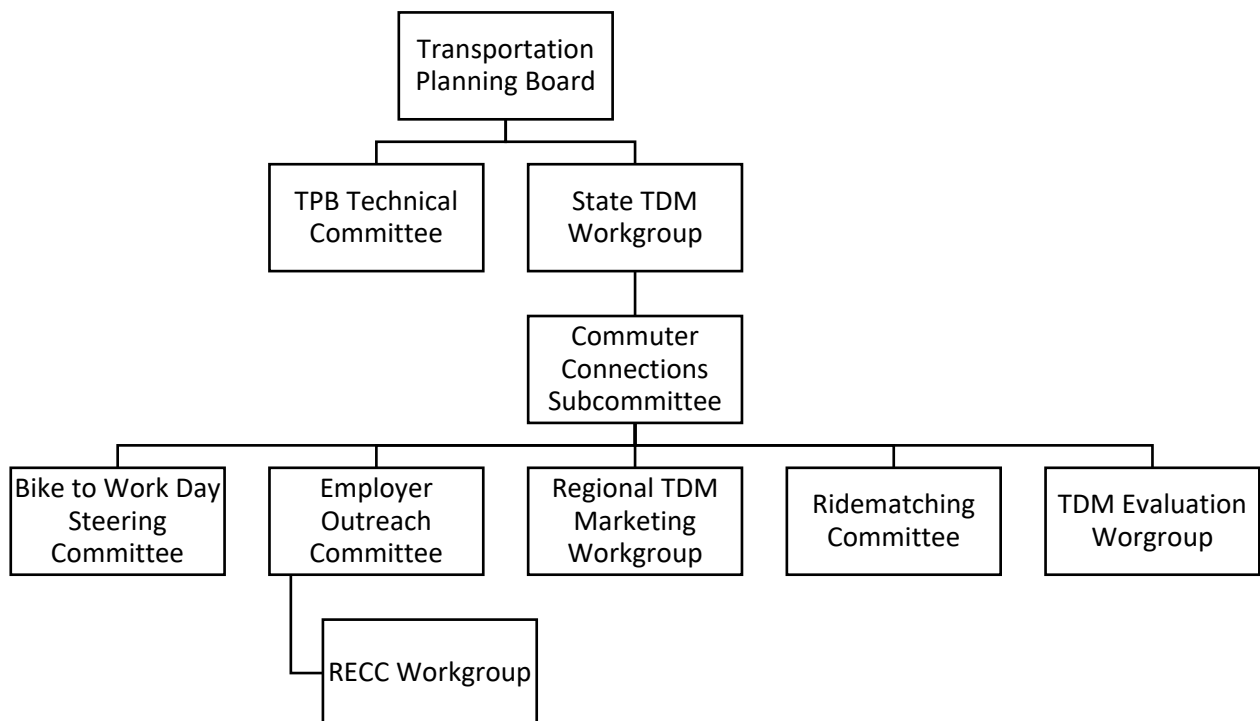 Transportation
Planning Board
TPB Technical
Committee
State TDM
Workgroup
Commuter
Connections
Subcommittee
Bike to Work Day
Steering
Committee
Employer
Outreach
Committee
Regional TDM
Marketing
Workgroup
Ridematching
Committee
TDM Evaluation
Worgroup
RECC Workgroup